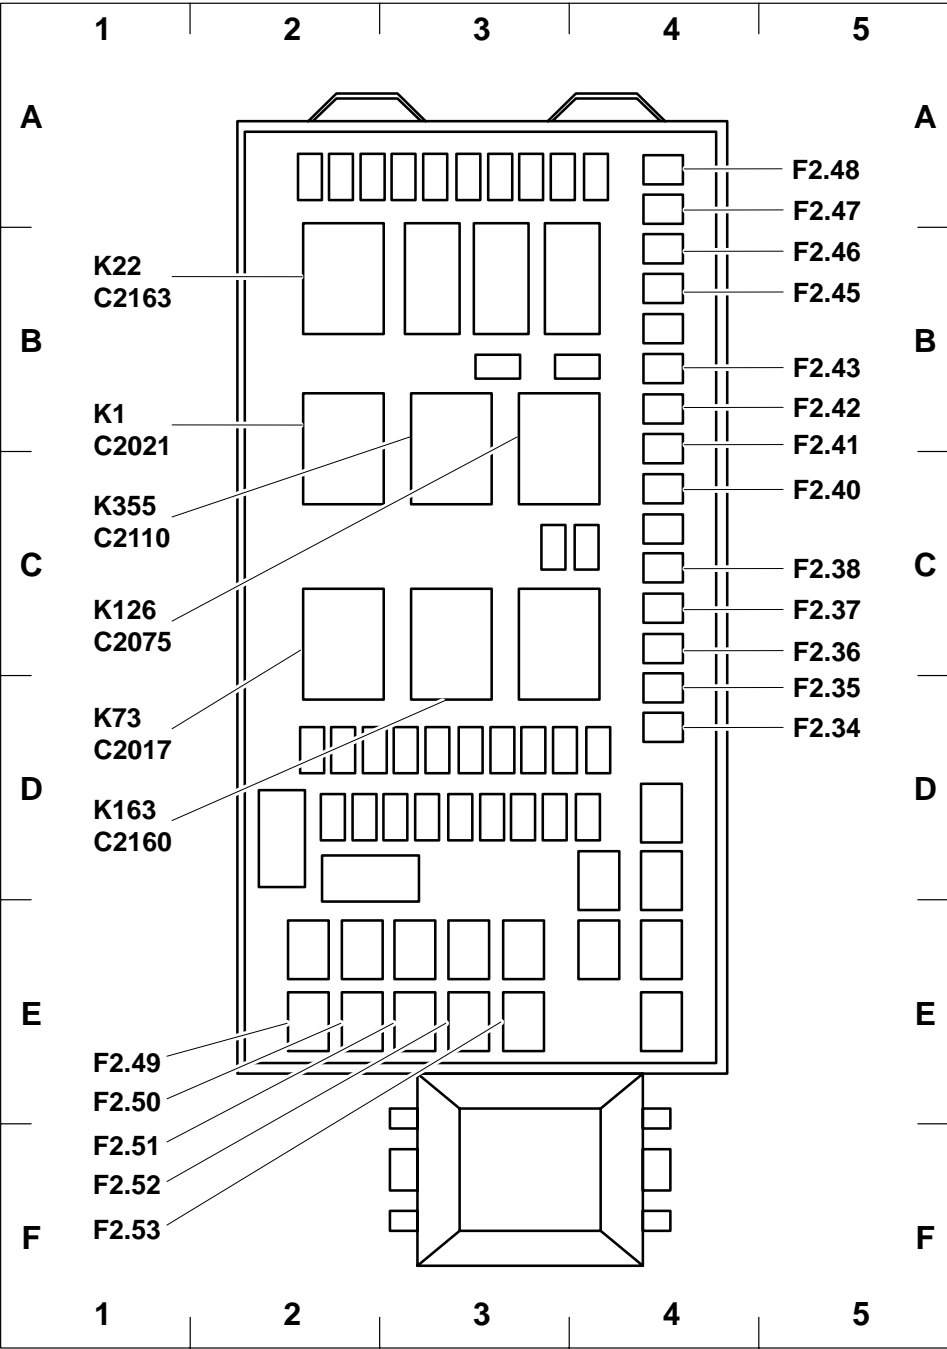 1 2 3 4 5
A A
F2.48
F2.47
F2.46
K22
C2163
F2.45
B B
F2.43
F2.42
K1
C2021
F2.41
F2.40
K355
C2110
C C
F2.38
K126
C2075
F2.37
F2.36
F2.35
K73
C2017
F2.34
D D
K163
C2160
E E
F2.49
F2.50
F2.51
F2.52
F2.53
F F
1 2 3 4 5